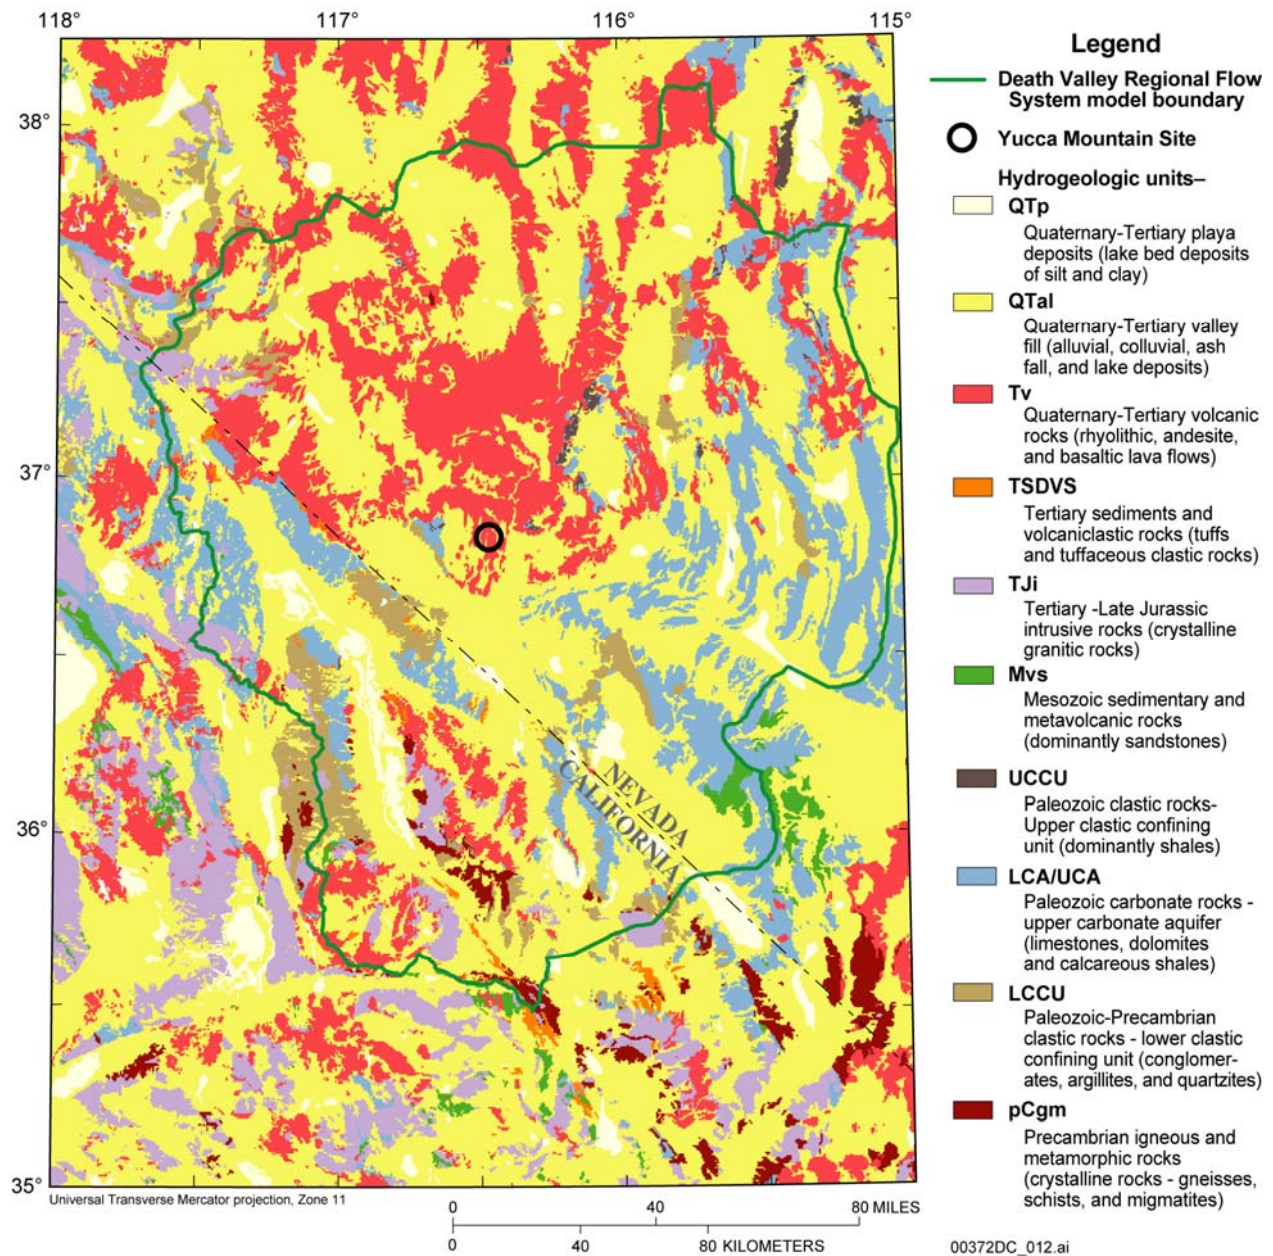 118°
117°
116°
115°
38°
37°
36°
35°
NEVADA
CALIFORNIA
Universal Transverse Mercator projection, Zone 11
0 40 80 MILES
0 40 80 KILOMETERS
Legend
Death Valley Regional Flow
System model boundary
Yucca Mountain Site
Hydrogeologic units–
QTp
Quaternary-Tertiary playa
deposits (lake bed deposits
of silt and clay)
QTal
Quaternary-Tertiary valley
fill (alluvial, colluvial, ash
fall, and lake deposits)
Tv
Quaternary-Tertiary volcanic
rocks (rhyolithic, andesite,
and basaltic lava flows)
TSDVS
Tertiary sediments and
volcaniclastic rocks (tuffs
and tuffaceous clastic rocks)
TJi
Tertiary -Late Jurassic
intrusive rocks (crystalline
granitic rocks)
Mvs
Mesozoic sedimentary and
metavolcanic rocks
(dominantly sandstones)
UCCU
Paleozoic clastic rocks-
Upper clastic confining
unit (dominantly shales)
LCA/UCA
Paleozoic carbonate rocks -
upper carbonate aquifer
(limestones, dolomites
and calcareous shales)
LCCU
Paleozoic-Precambrian
clastic rocks - lower clastic
confining unit (conglomer-
ates, argillites, and quartzites)
pCgm
Precambrian igneous and
metamorphic rocks
(crystalline rocks - gneisses,
schists, and migmatites)
00372DC_012.ai